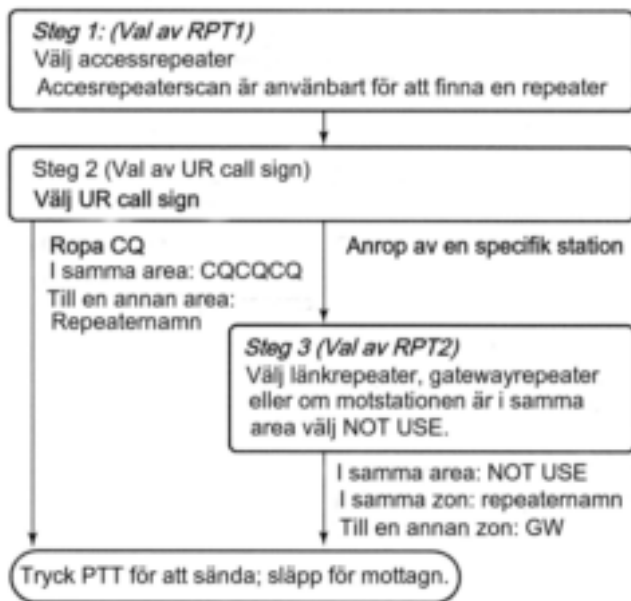 Steg 1: (Val av RPT1)
Välj accessrepeater
Accesrepeaterscan är användbart för att finna en repeater
Steg 2 (Val av UR call sign)
Välj UR call sign
Ropa CQ
I samma area: CQCQCQ
Till en annan area:
Repeaternamn
Anrop av en specifik station
Steg 3 (Val av RPT2)
Välj länkrepeater, gatewayrepeater
eller om motstationen är i samma
area välj NOT USE.
I samma area: NOT USE
I samma zon: repeaternamn
Till en annan zon: GW
Tryck PTT för att sända; släpp för mottagn.